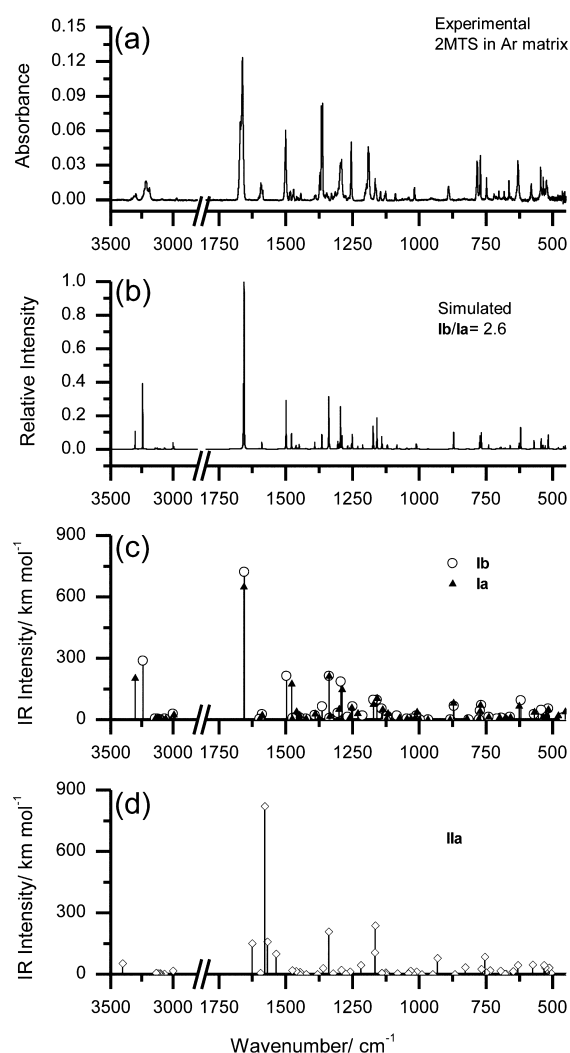 (a)
Experimental
2MTS in Ar matrix
Absorbance
0.15
0.12
0.09
0.06
0.03
0.00
3500 3000 1750 1500 1250 1000 750 500
(b)
Simulated
Ib/Ia= 2.6
Relative Intensity
1.0
0.8
0.6
0.4
0.2
0.0
3500 3000 1750 1500 1250 1000 750 500
(c)
Ib
Ia
IR Intensity/ km mol⁻¹
900
600
300
0
3500 3000 1750 1500 1250 1000 750 500
(d)
IIa
IR Intensity/ km mol⁻¹
900
600
300
0
3500 3000 1750 1500 1250 1000 750 500
Wavenumber/ cm⁻¹